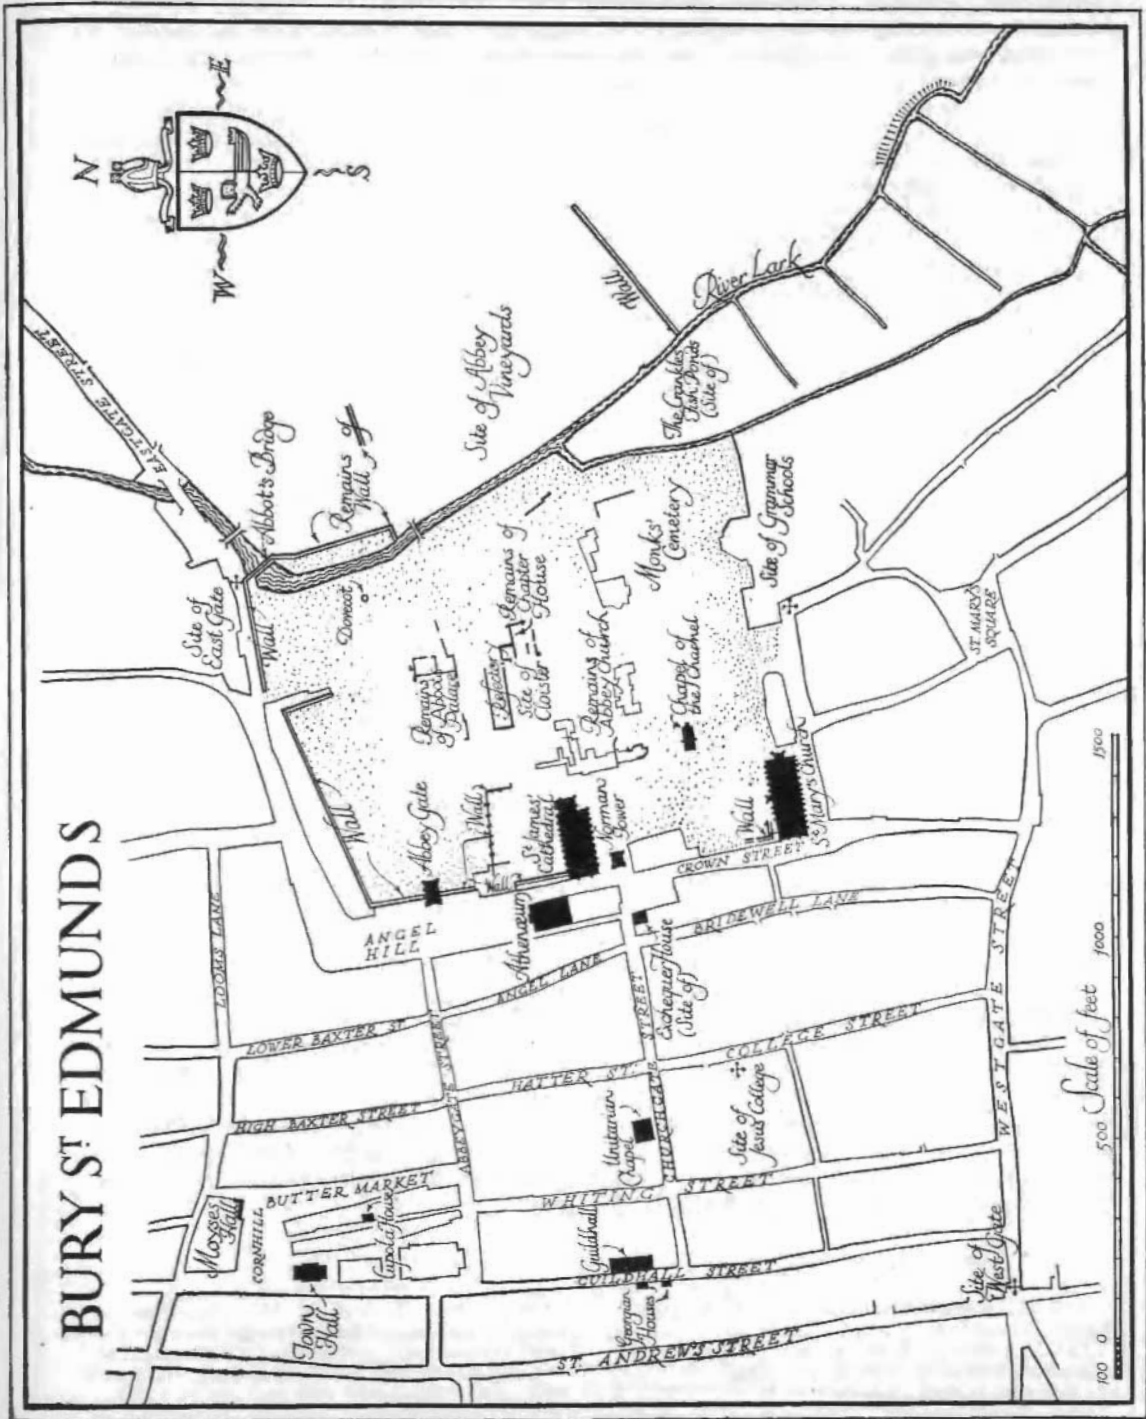 BURY ST EDMUNDS
N
W
E
S
EASTGATE STREET
Abbot's Bridge
Remains of
Wall
Site of
East Gate
Wall
Dovecot
Site of Abbey
Vineyards
Wall
River Lark
The Crankles
Fish Ponds
(Site of)
LOOMS LANE
Wall
Abbey Gate
Remains
of Abbots
Palace
Refectory
Site of
Cloister
Remains of
Chapter
House
Remains of
Abbey Church
Monks'
Cemetery
Site of Grammar
Schools
Chapel of
the Charnel
Wall
Wall
St James'
Cathedral
Norman
Tower
Wall
St Mary's Church
ST. MARY'S
SQUARE
ANGEL
HILL
Athenæum
CROWN STREET
BRIDEWELL LANE
ANGEL LANE
Exchequer House
(Site of)
LOWER BAXTER ST.
ABBEYGATE STREET
HATTER ST.
COLLEGE STREET
CHURCHGATE STREET
WESTGATE STREET
HIGH BAXTER STREET
Unitarian
Chapel
Site of
Jesus College
Moyses
Hall
BUTTER MARKET
CORNHILL
Cupola House
WHITING STREET
Guildhall
Town
Hall
GUILDHALL STREET
Georgian
Houses
Site of
West Gate
ST. ANDREW'S STREET
100 0 500 1000 1500
Scale of feet